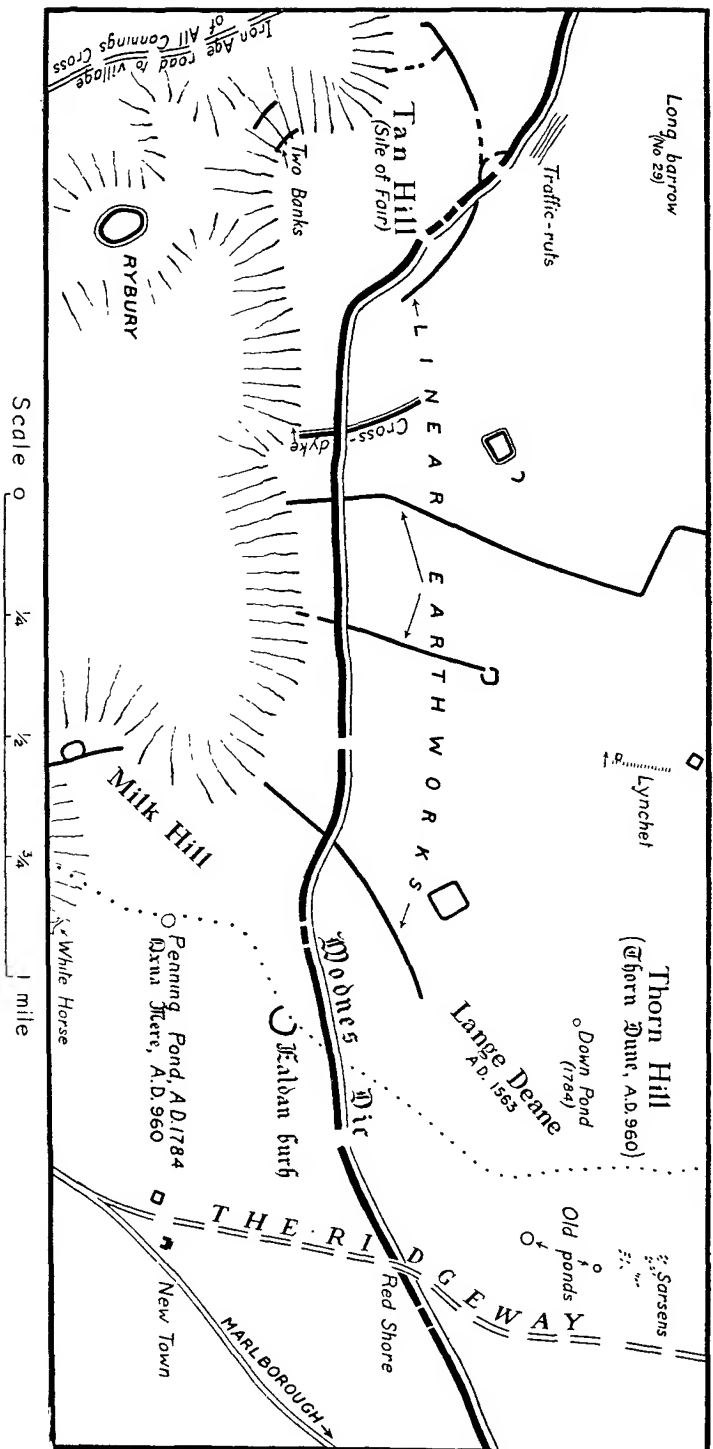 Long barrow
(No 29)
Traffic-ruts
Iron Age
road to village
of All Cannings Cross
Tan Hill
(Site of Fair)
Two Banks
RYBURY
LINEAR EARTHWORKS
Cross-dyke
Lynchet
Milk Hill
White Horse
Thorn Hill
(Thorn Dune, A.D. 960)
Down Pond
(1784)
Lange Deane
A.D. 1563
Wodnes Dic
Ealdan burh
Penning Pond, A.D. 1784
Oxna Mere, A.D. 960
Sarsens
Old ponds
THE RIDGEWAY
Red Shore
New Town
MARLBOROUGH
Scale 0 ¼ ½ ¾ 1 mile